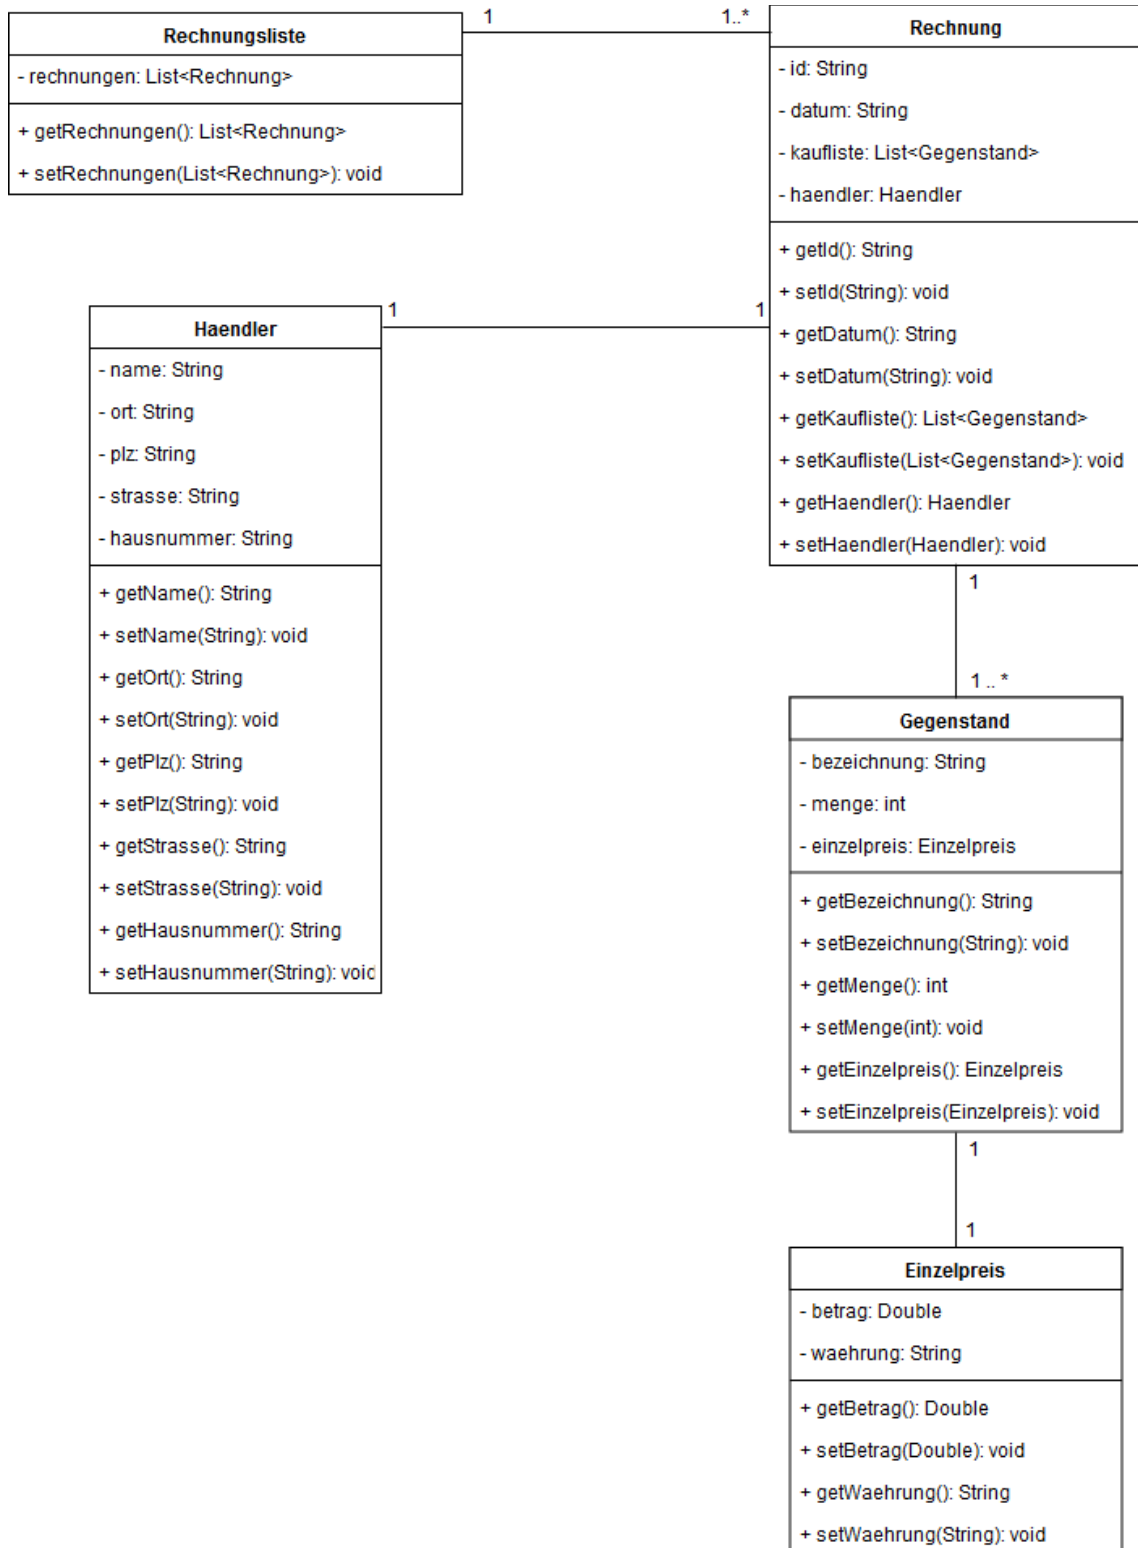 Rechnungsliste
- rechnungen: List<Rechnung>
+ getRechnungen(): List<Rechnung>
+ setRechnungen(List<Rechnung>): void
1
1..*
Rechnung
- id: String
- datum: String
- kaufliste: List<Gegenstand>
- haendler: Haendler
+ getId(): String
+ setId(String): void
+ getDatum(): String
+ setDatum(String): void
+ getKaufliste(): List<Gegenstand>
+ setKaufliste(List<Gegenstand>): void
+ getHaendler(): Haendler
+ setHaendler(Haendler): void
1
1
Haendler
- name: String
- ort: String
- plz: String
- strasse: String
- hausnummer: String
+ getName(): String
+ setName(String): void
+ getOrt(): String
+ setOrt(String): void
+ getPlz(): String
+ setPlz(String): void
+ getStrasse(): String
+ setStrasse(String): void
+ getHausnummer(): String
+ setHausnummer(String): void
1
1 .. *
Gegenstand
- bezeichnung: String
- menge: int
- einzelpreis: Einzelpreis
+ getBezeichnung(): String
+ setBezeichnung(String): void
+ getMenge(): int
+ setMenge(int): void
+ getEinzelpreis(): Einzelpreis
+ setEinzelpreis(Einzelpreis): void
1
1
Einzelpreis
- betrag: Double
- waehrung: String
+ getBetrag(): Double
+ setBetrag(Double): void
+ getWaehrung(): String
+ setWaehrung(String): void